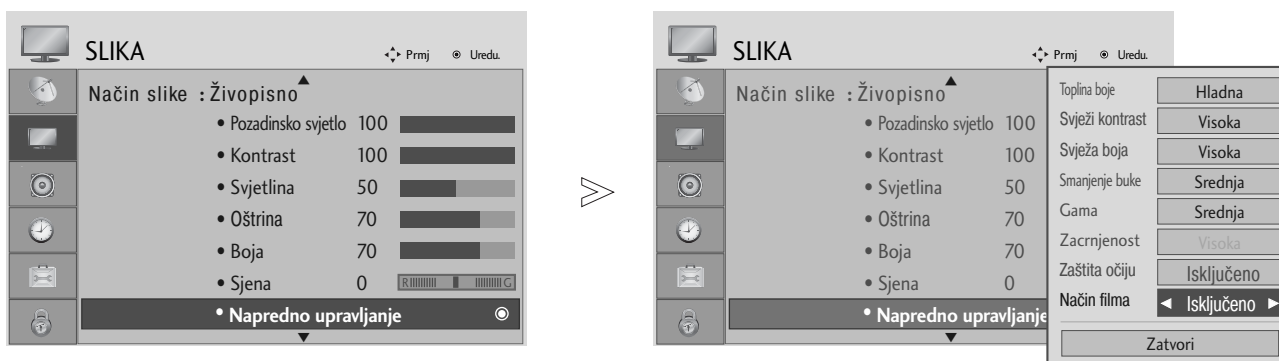 SLIKA Prmj Uredu.
Način slike : Živopisno
• Pozadinsko svjetlo 100
• Kontrast 100
• Svjetlina 50
• Oštrina 70
• Boja 70
• Sjena 0 R G
• Napredno upravljanje
SLIKA Prmj Uredu.
Način slike : Živopisno
• Pozadinsko svjetlo 100
• Kontrast 100
• Svjetlina 50
• Oštrina 70
• Boja 70
• Sjena 0
• Napredno upravljanje
Toplina boje Hladna
Svježi kontrast Visoka
Svježa boja Visoka
Smanjenje buke Srednja
Gama Srednja
Zacrnjenost Visoka
Zaštita očiju Isključeno
Način filma ◄ Isključeno ►
Zatvori